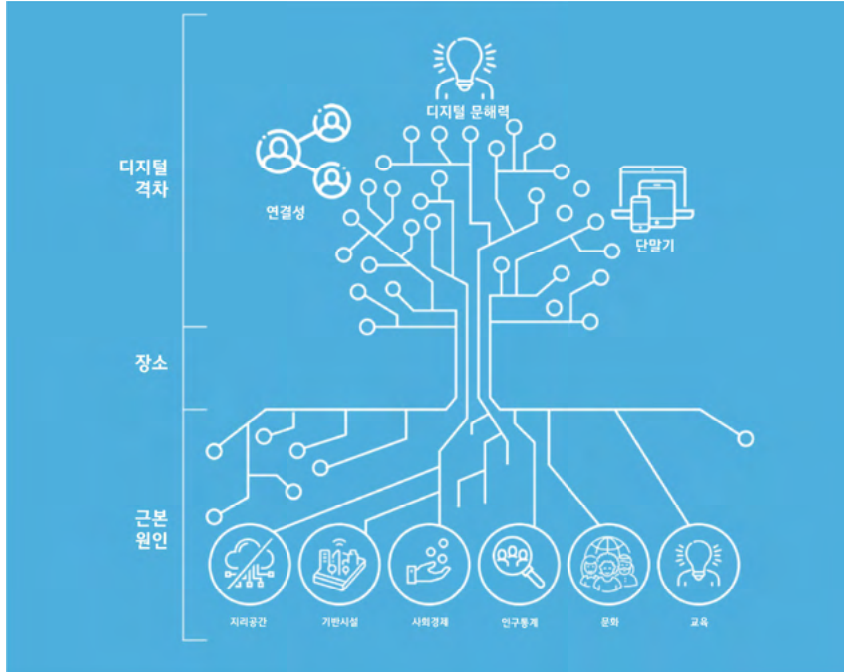 디지털 문해력
디지털
격차
연결성
단말기
장소
근본
원인
지리공간
기반시설
사회경제
인구통계
문화
교육